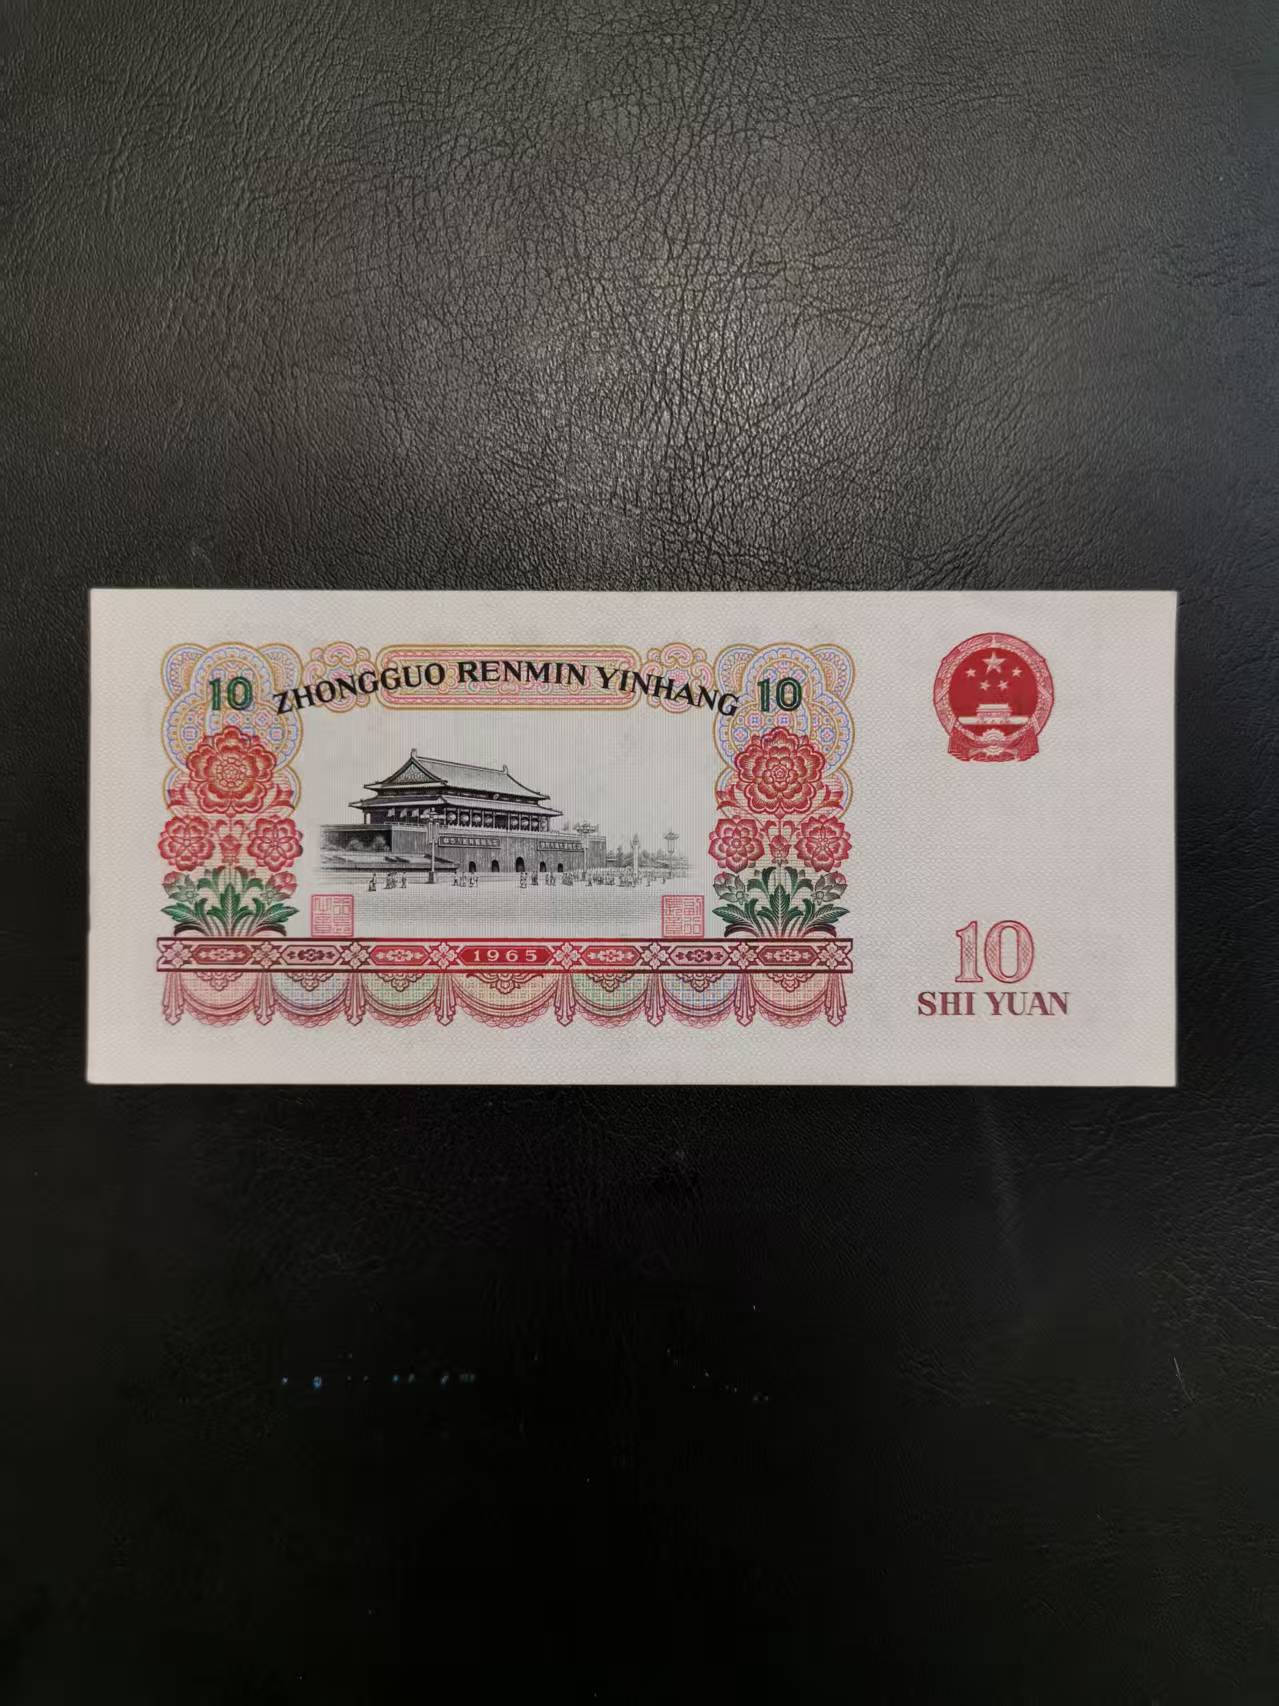 10 ZHONGGUO RENMIN YINHANG 10
1965
10
SHI YUAN